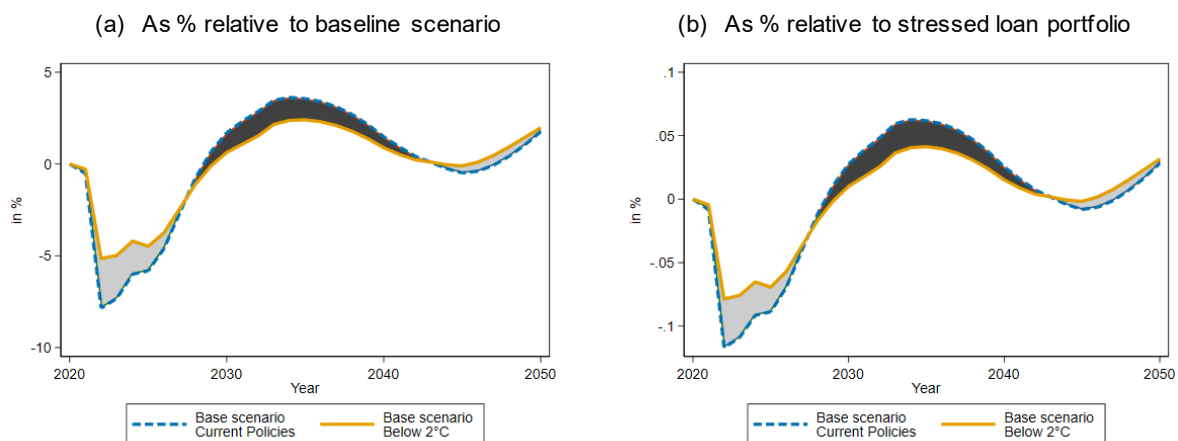 (a) As % relative to baseline scenario
5
0
-5
-10
in %
2020
2030
2040
2050
Year
Base scenario
Current Policies
Base scenario
Below 2°C
(b) As % relative to stressed loan portfolio
.1
.05
0
-.05
-.1
in %
2020
2030
2040
2050
Year
Base scenario
Current Policies
Base scenario
Below 2°C